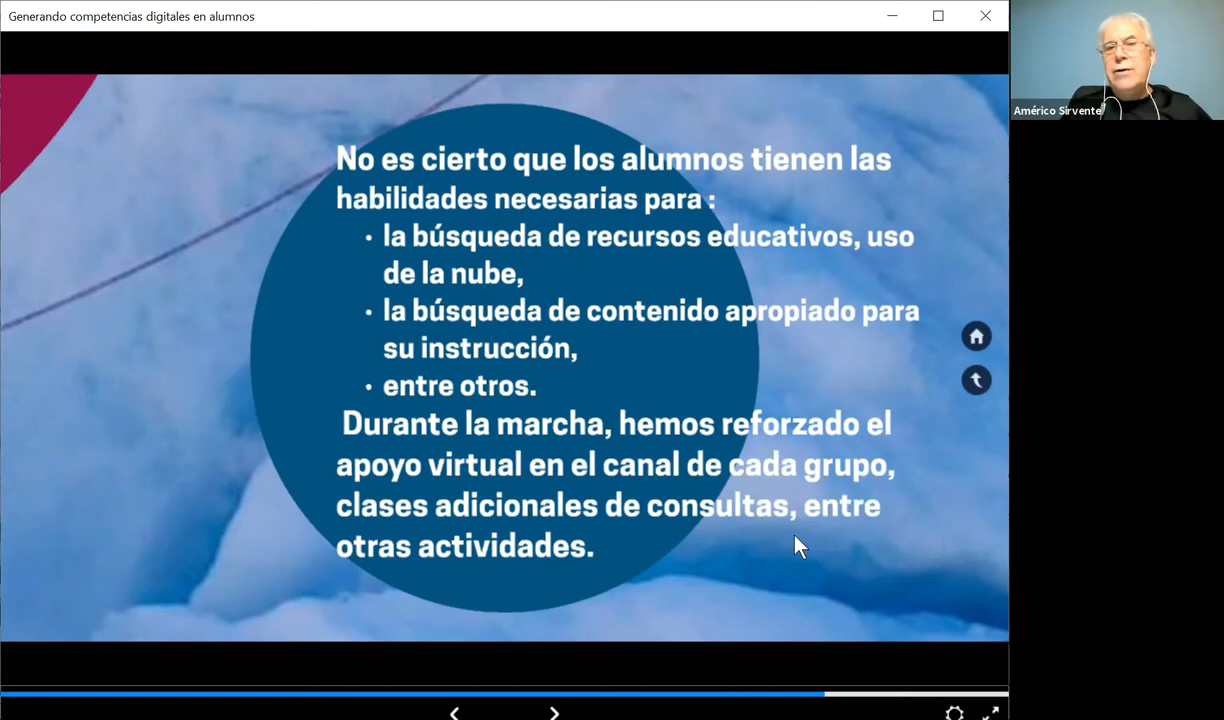 Generando competencias digitales en alumnos
Américo Sirvente
No es cierto que los alumnos tienen las
habilidades necesarias para :
· la búsqueda de recursos educativos, uso
de la nube,
· la búsqueda de contenido apropiado para
su instrucción,
· entre otros.
Durante la marcha, hemos reforzado el
apoyo virtual en el canal de cada grupo,
clases adicionales de consultas, entre
otras actividades.